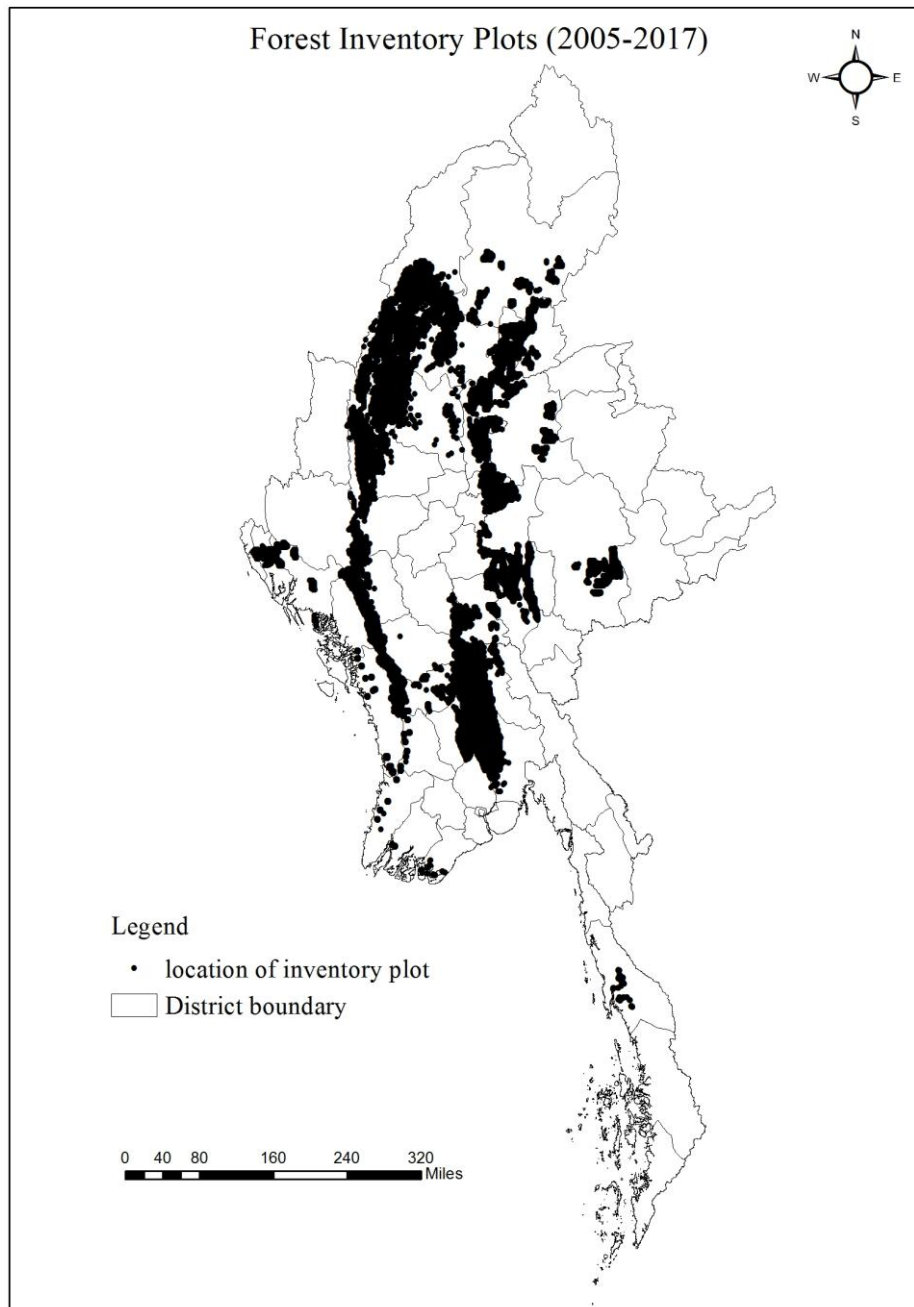 Forest Inventory Plots (2005-2017)
N
W E
S
Legend
location of inventory plot
District boundary
0 40 80 160 240 320
Miles